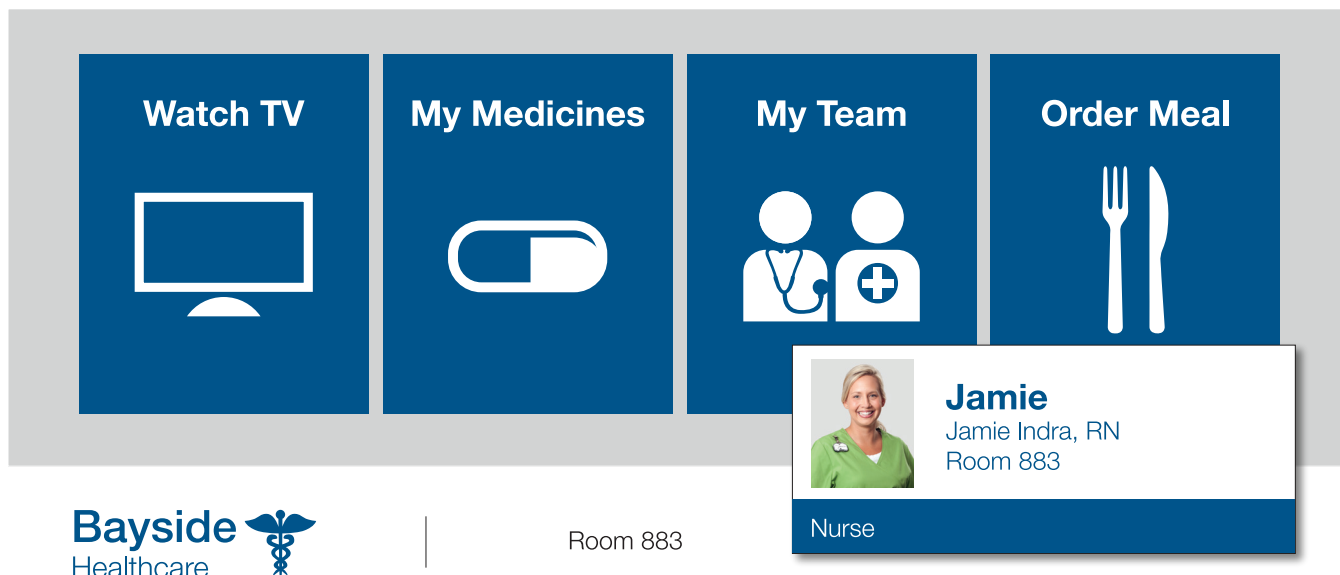 Watch TV
My Medicines
My Team
Order Meal
Jamie
Jamie Indra, RN
Room 883
Nurse
Bayside
Healthcare
Room 883